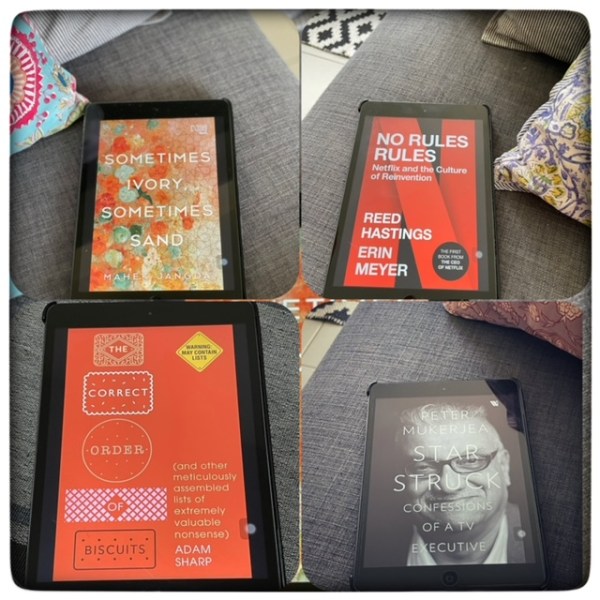 SOMETIMES
IVORY,
SOMETIMES
SAND
NO RULES
RULES
Netflix and the Culture
of Reinvention
REED
HASTINGS
ERIN
MEYER
THE FIRST
BOOK FROM
THE CEO
OF NETFLIX
THE
CORRECT
ORDER
OF
BISCUITS
WARNING:
MAY CONTAIN
LISTS
(and other
meticulously
assembled
lists of
extremely
valuable
nonsense)
ADAM
SHARP
PETER
MUKERJEA
STAR
STRUCK
CONFESSIONS
OF A TV
EXECUTIVE